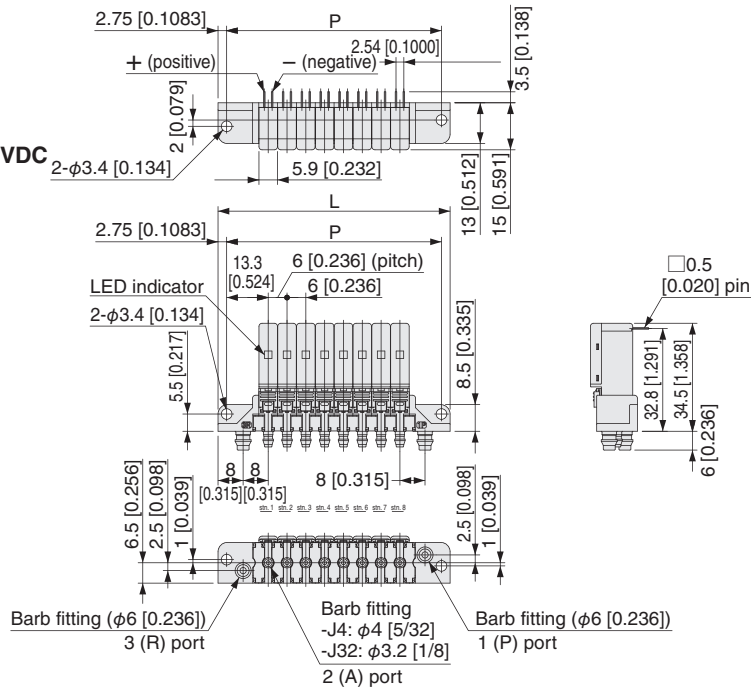 2.75 [0.1083]
P
+ (positive)
− (negative)
2.54 [0.1000]
3.5 [0.138]
2 [0.079]
VDC
2-φ3.4 [0.134]
5.9 [0.232]
13 [0.512]
15 [0.591]
L
2.75 [0.1083]
P
13.3
[0.524]
6 [0.236] (pitch)
6 [0.236]
LED indicator
2-φ3.4 [0.134]
5.5 [0.217]
8.5 [0.335]
□0.5
[0.020] pin
32.8 [1.291]
34.5 [1.358]
6 [0.236]
3R
1P
8
[0.315]
8
[0.315]
8 [0.315]
stn.1 stn.2 stn.3 stn.4 stn.5 stn.6 stn.7 stn.8
6.5 [0.256]
2.5 [0.098]
1 [0.039]
2.5 [0.098]
1 [0.039]
Barb fitting (φ6 [0.236])
3 (R) port
Barb fitting
-J4: φ4 [5/32]
-J32: φ3.2 [1/8]
2 (A) port
Barb fitting (φ6 [0.236])
1 (P) port